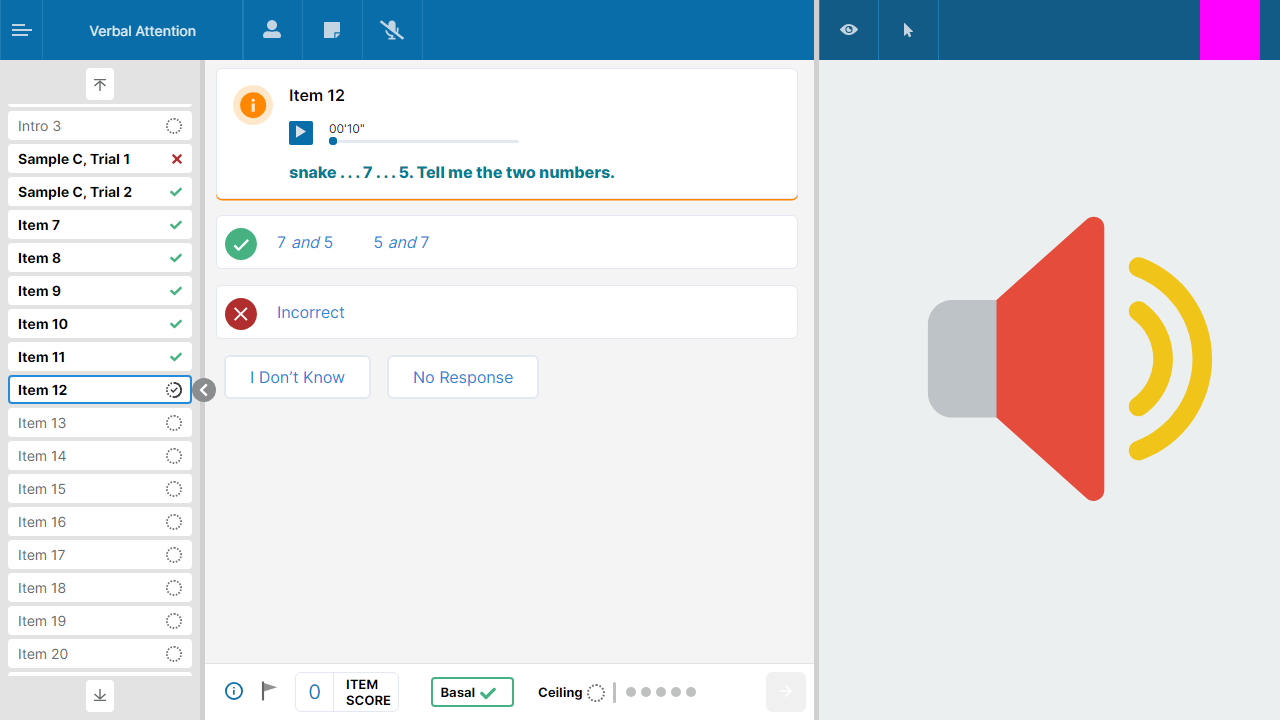 Verbal Attention
Intro 3
Sample C, Trial 1
Sample C, Trial 2
Item 7
Item 8
Item 9
Item 10
Item 11
Item 12
Item 13
Item 14
Item 15
Item 16
Item 17
Item 18
Item 19
Item 20
Item 12
00'10"
snake . . . 7 . . . 5. Tell me the two numbers.
7 and 5 5 and 7
Incorrect
I Don’t Know No Response
0 ITEM
SCORE
Basal
Ceiling